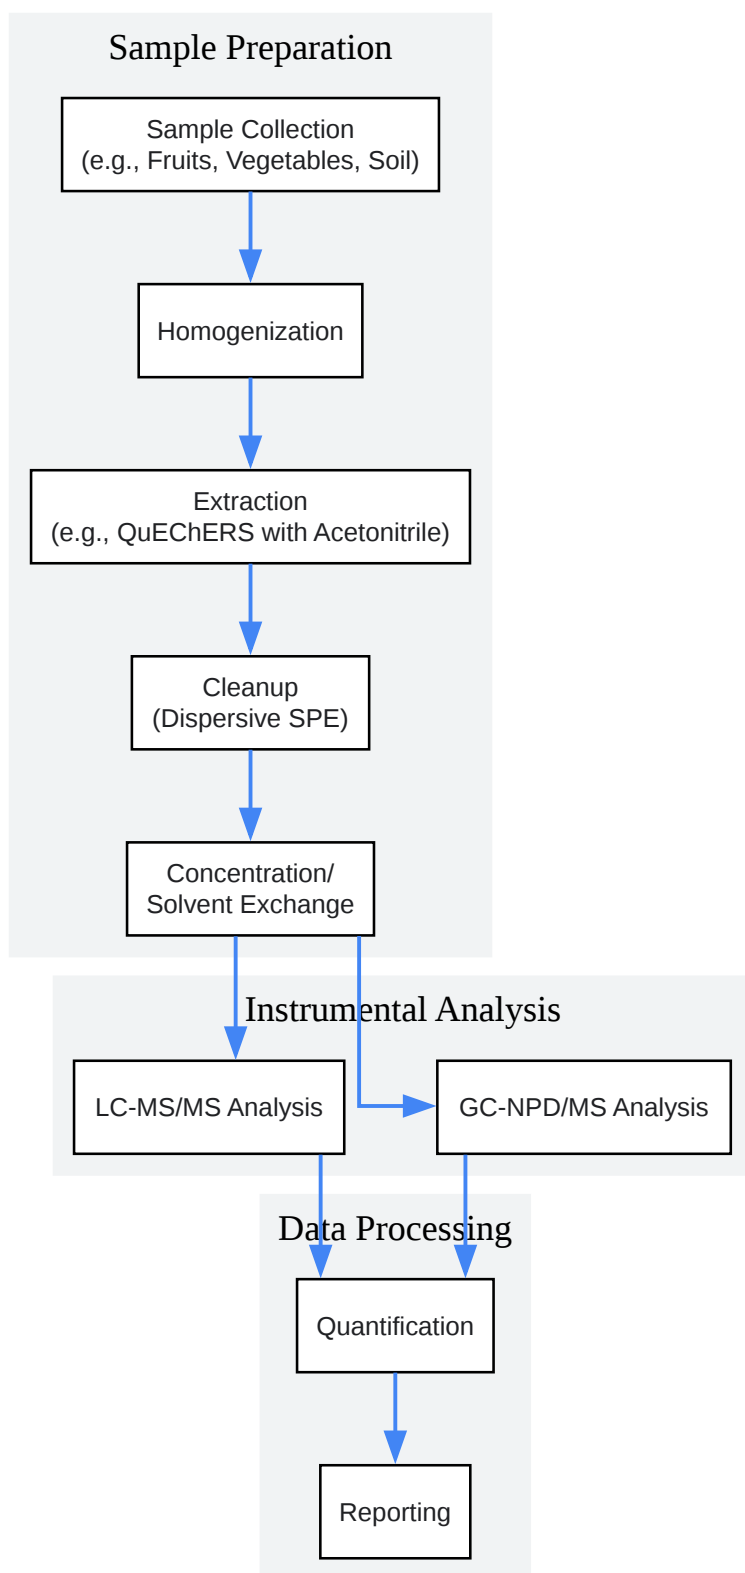 Sample Preparation
Sample Collection
(e.g., Fruits, Vegetables, Soil)
Homogenization
Extraction
(e.g., QuEChERS with Acetonitrile)
Cleanup
(Dispersive SPE)
Concentration/
Solvent Exchange
Instrumental Analysis
LC-MS/MS Analysis
GC-NPD/MS Analysis
Data Processing
Quantification
Reporting